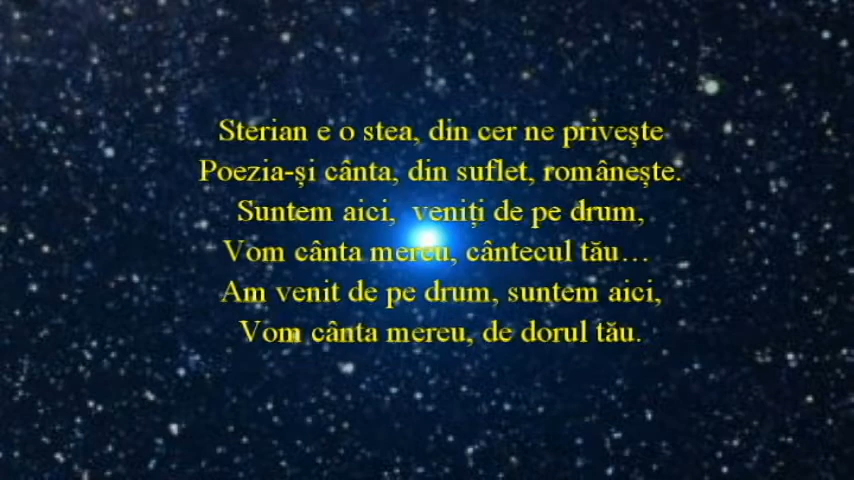 Sterian e o stea, din cer ne privește
Poezia-și cânta, din suflet, românește.
Suntem aici, veniți de pe drum,
Vom cânta mereu, cântecul tău…
Am venit de pe drum, suntem aici,
Vom cânta mereu, de dorul tău.